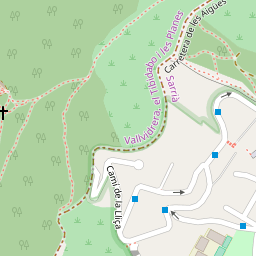 Vallvidrera, el Tibidabo i les Planes
Sarrià
Carretera de les Aigües
Camí de la Lliça